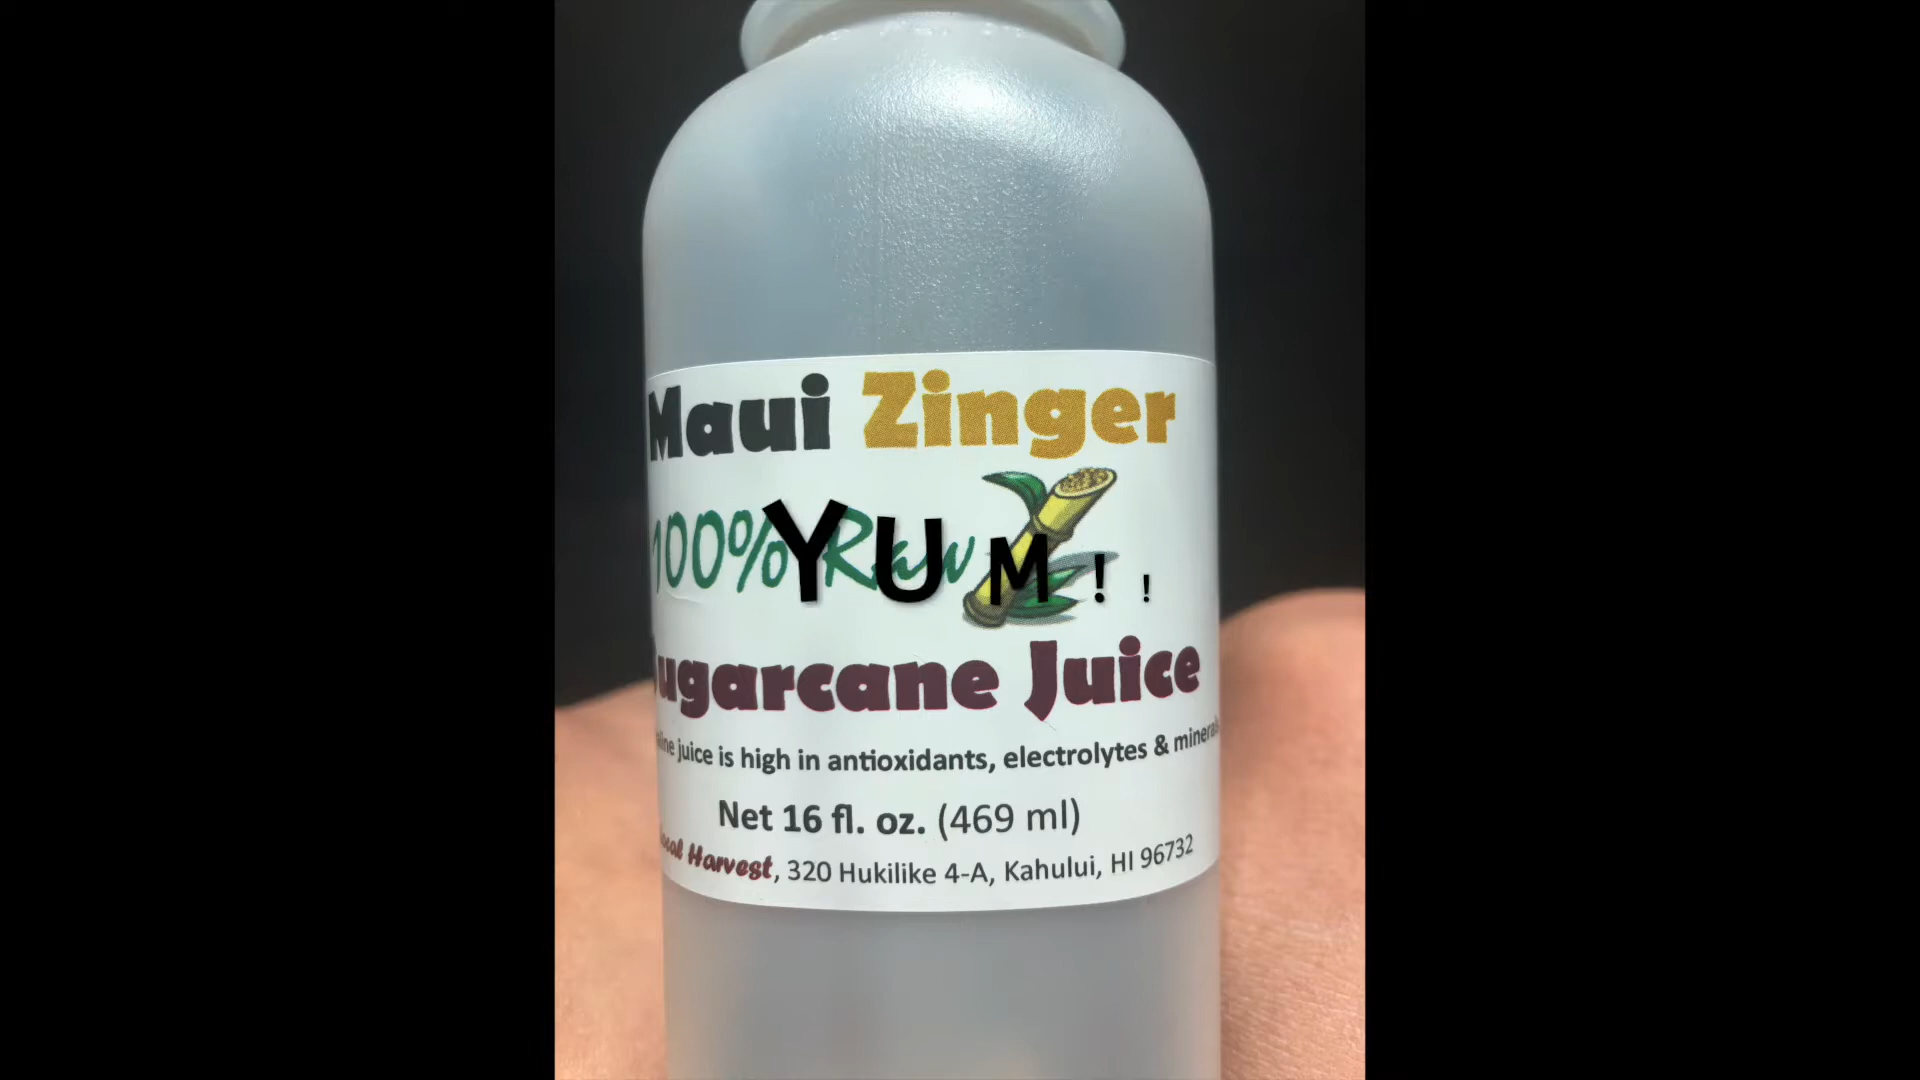 Maui Zinger
100% Raw
YUM!!
Sugarcane Juice
juice is high in antioxidants, electrolytes & minerals
Net 16 fl. oz. (469 ml)
Harvest, 320 Hukilike 4-A, Kahului, HI 96732